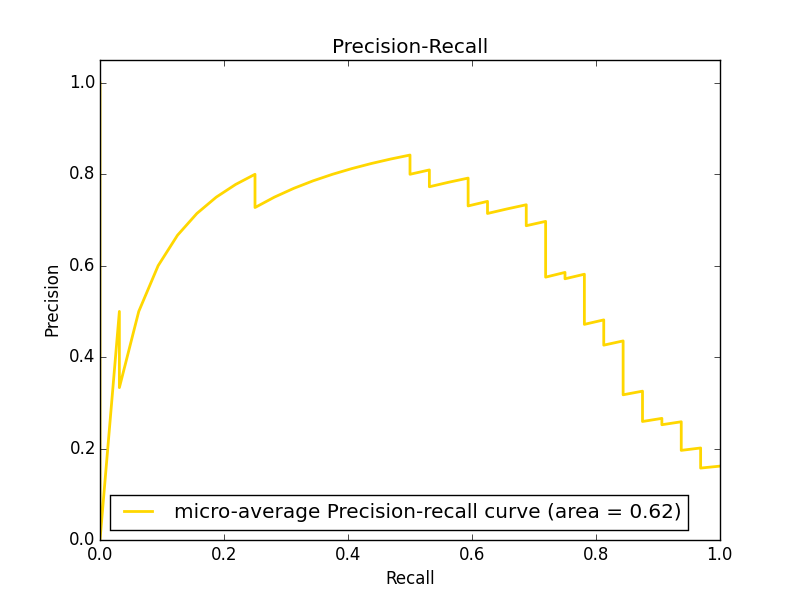 Precision-Recall
1.0
0.8
0.6
0.4
0.2
0.0
Precision
micro-average Precision-recall curve (area = 0.62)
0.0 0.2 0.4 0.6 0.8 1.0
Recall